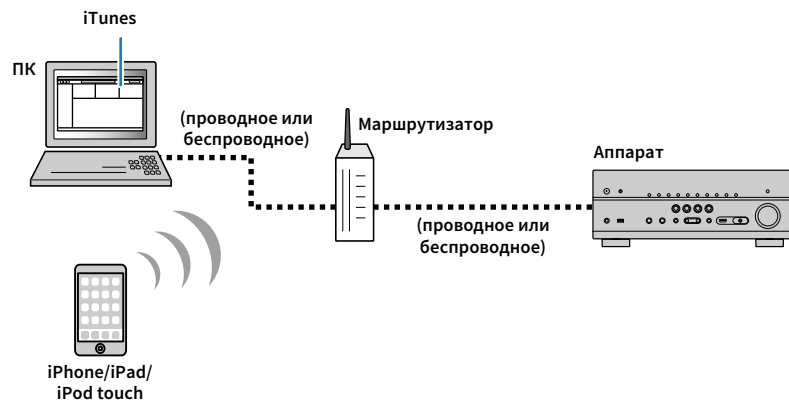 iTunes
ПК
(проводное или
беспроводное)
Маршрутизатор
Аппарат
(проводное или
беспроводное)
iPhone/iPad/
iPod touch